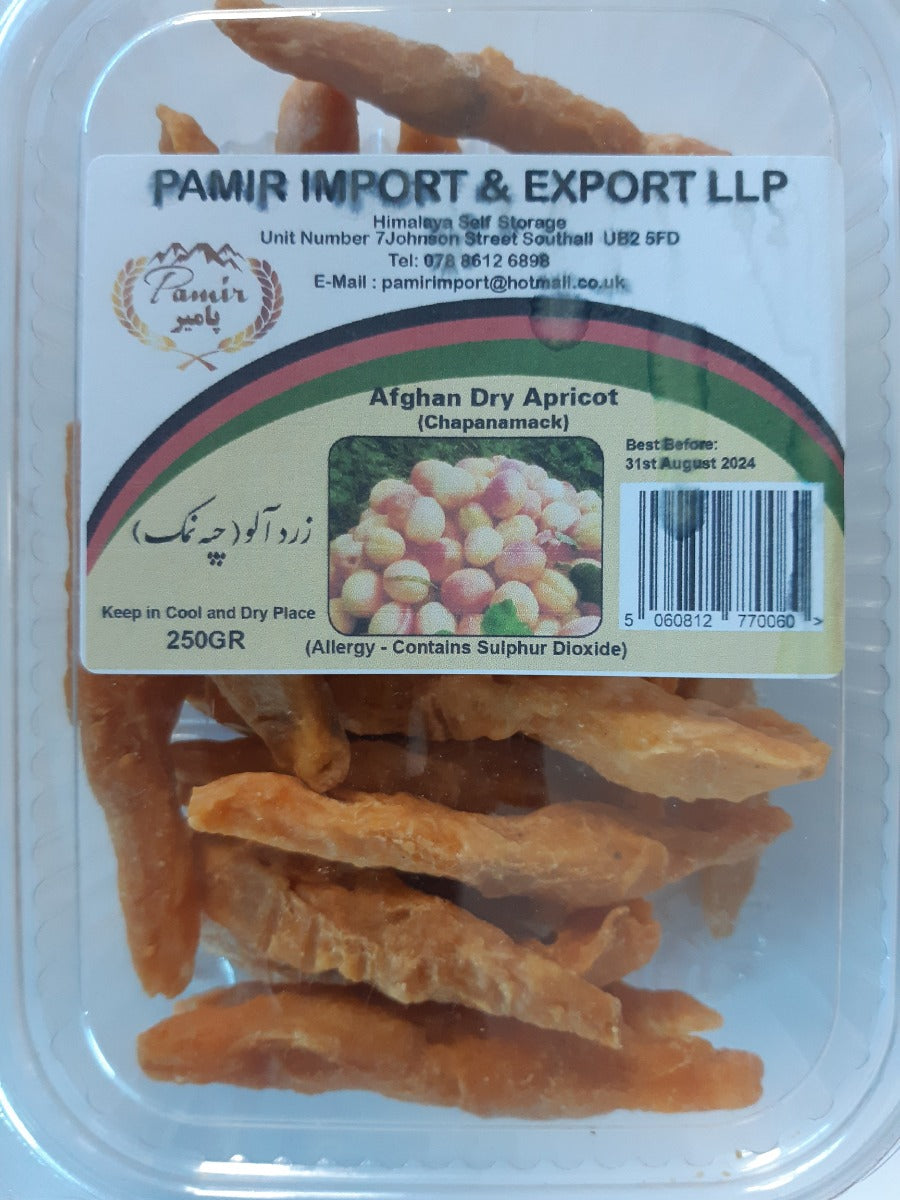 PAMIR IMPORT & EXPORT LLP
Himalaya Self Storage
Unit Number 7Johnson Street Southall UB2 5FD
Tel: 078 8612 6898
E-Mail : pamirimport@hotmail.co.uk
Pamir
پامیر
Afghan Dry Apricot
(Chapanamack)
Best Before:
31st August 2024
زرد آلو (چپه نمک)
Keep in Cool and Dry Place
250GR
(Allergy - Contains Sulphur Dioxide)
5 060812 770060 >